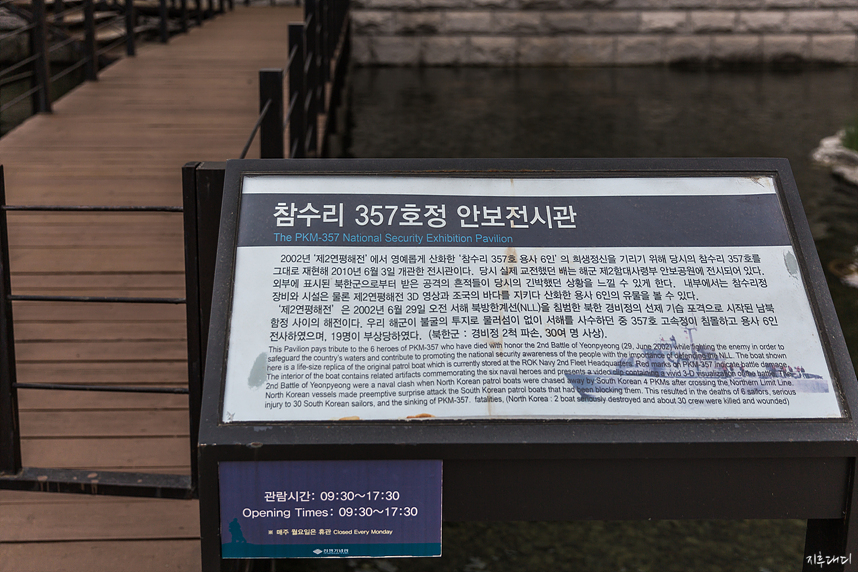 참수리 357호정 안보전시관
The PKM-357 National Security Exhibition Pavilion
2002년 '제2연평해전' 에서 영예롭게 산화한 '참수리 357호 용사 6인' 의 희생정신을 기리기 위해 당시의 참수리 357호를
그대로 재현해 2010년 6월 3일 개관한 전시관이다. 당시 실제 교전했던 배는 해군 제2함대사령부 안보공원에 전시되어 있다.
외부에 표시된 북한군으로부터 받은 공격의 흔적들이 당시의 긴박했던 상황을 느낄 수 있게 한다. 내부에서는 참수리정
장비와 시설은 물론 제2연평해전 3D 영상과 조국의 바다를 지키다 산화한 용사 6인의 유물을 볼 수 있다.
'제2연평해전' 은 2002년 6월 29일 오전 서해 북방한계선(NLL)을 침범한 북한 경비정의 선제 기습 포격으로 시작된 남북
함정 사이의 해전이다. 우리 해군이 불굴의 투지로 물러섬이 없이 서해를 사수하던 중 357호 고속정이 침몰하고 용사 6인
전사하였으며, 19명이 부상당하였다. (북한군 : 경비정 2척 파손, 30여 명 사상).
This Pavilion pays tribute to the 6 heroes of PKM-357 who have died with honor the 2nd Battle of Yeonpyeong (29, June 2002) while fighting the enemy in order to
safeguard the country's waters and contribute to promoting the national security awareness of the people with the importance of defending the NLL. The boat shown
here is a life-size replica of the original patrol boat which is currently stored at the ROK Navy 2nd Fleet Headquarters. Red marks on PKM-357 indicate battle damage.
The interior of the boat contains related artifacts commemorating the six naval heroes and presents a video clip containing a vivid 3-D visualization of the battle. The
2nd Battle of Yeonpyeong were a naval clash when North Korean patrol boats were chased away by South Korean 4 PKMs after crossing the Northern Limit Line.
North Korean vessels made preemptive surprise attack the South Korean patrol boats that had been blocking them. This resulted in the deaths of 6 sailors, serious
injury to 30 South Korean sailors, and the sinking of PKM-357. fatalities, (North Korea : 2 boat seriously destroyed and about 30 crew were killed and wounded)
관람시간: 09:30~17:30
Opening Times: 09:30~17:30
※ 매주 월요일은 휴관 Closed Every Monday
전쟁기념관
지후대디